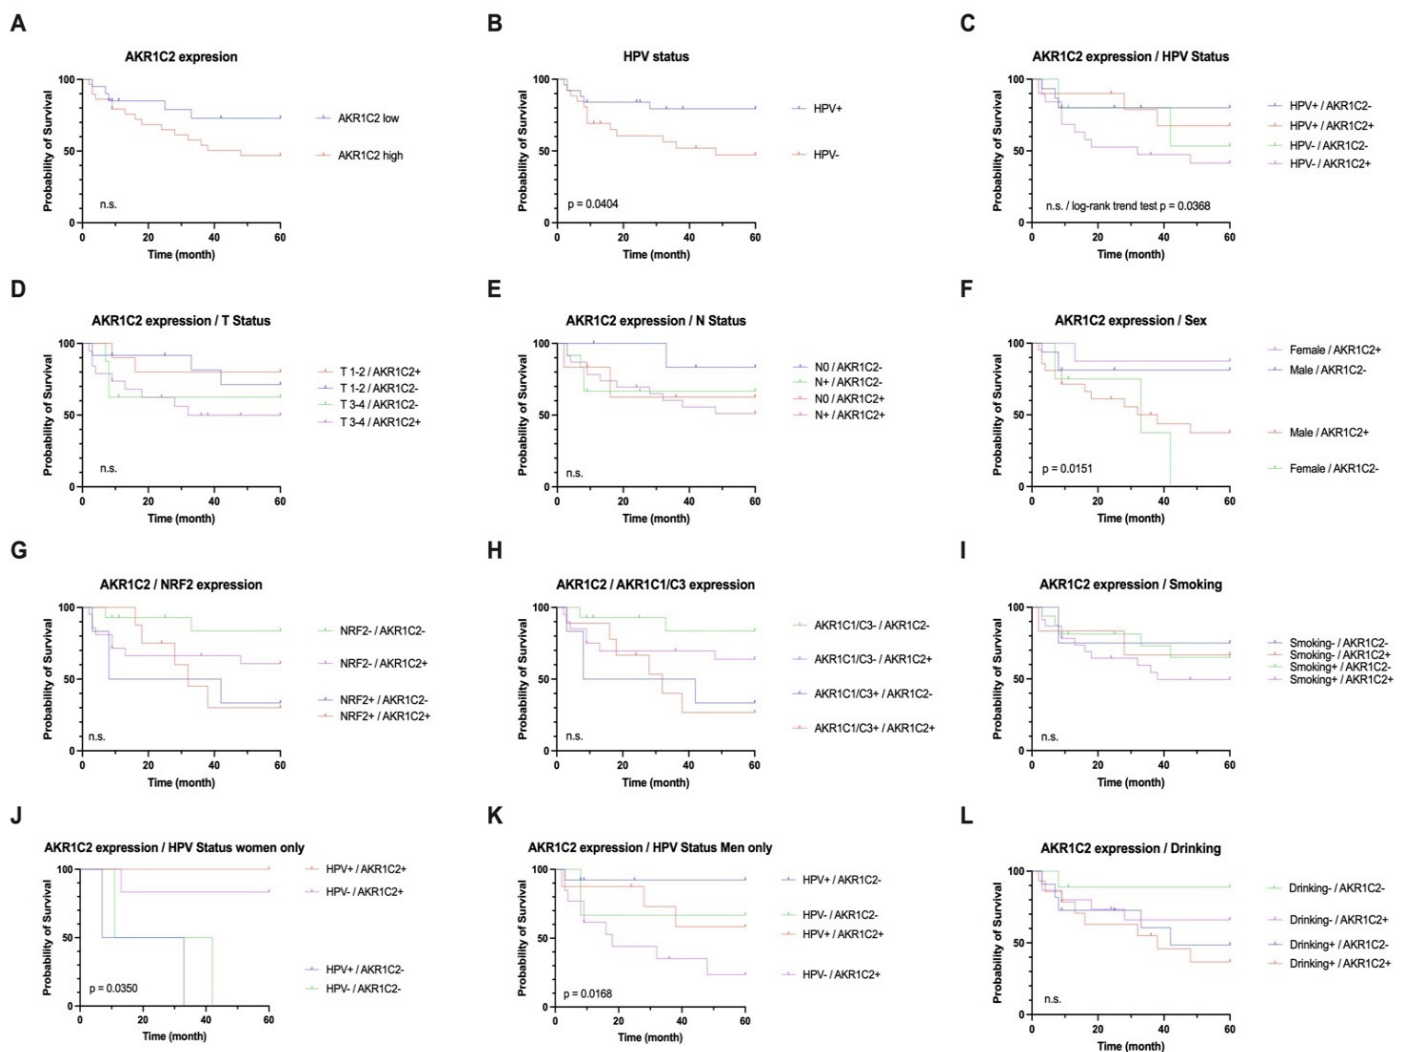 A
AKR1C2 expresion
Probability of Survival
100
50
0
0 20 40 60
Time (month)
n.s.
AKR1C2 low
AKR1C2 high
B
HPV status
Probability of Survival
100
50
0
0 20 40 60
Time (month)
p = 0.0404
HPV+
HPV-
C
AKR1C2 expression / HPV Status
Probability of Survival
100
50
0
0 20 40 60
Time (month)
n.s. / log-rank trend test p = 0.0368
HPV+ / AKR1C2-
HPV+ / AKR1C2+
HPV- / AKR1C2-
HPV- / AKR1C2+
D
AKR1C2 expression / T Status
Probability of Survival
100
50
0
0 20 40 60
Time (month)
n.s.
T 1-2 / AKR1C2+
T 1-2 / AKR1C2-
T 3-4 / AKR1C2-
T 3-4 / AKR1C2+
E
AKR1C2 expression / N Status
Probability of Survival
100
50
0
0 20 40 60
Time (month)
n.s.
N0 / AKR1C2-
N+ / AKR1C2-
N0 / AKR1C2+
N+ / AKR1C2+
F
AKR1C2 expression / Sex
Probability of Survival
100
50
0
0 20 40 60
Time (month)
p = 0.0151
Female / AKR1C2+
Male / AKR1C2-
Male / AKR1C2+
Female / AKR1C2-
G
AKR1C2 / NRF2 expression
Probability of Survival
100
50
0
0 20 40 60
Time (month)
n.s.
NRF2- / AKR1C2-
NRF2- / AKR1C2+
NRF2+ / AKR1C2-
NRF2+ / AKR1C2+
H
AKR1C2 / AKR1C1/C3 expression
Probability of Survival
100
50
0
0 20 40 60
Time (month)
n.s.
AKR1C1/C3- / AKR1C2-
AKR1C1/C3- / AKR1C2+
AKR1C1/C3+ / AKR1C2-
AKR1C1/C3+ / AKR1C2+
I
AKR1C2 expression / Smoking
Probability of Survival
100
50
0
0 20 40 60
Time (month)
n.s.
Smoking- / AKR1C2-
Smoking- / AKR1C2+
Smoking+ / AKR1C2-
Smoking+ / AKR1C2+
J
AKR1C2 expression / HPV Status women only
Probability of Survival
100
50
0
0 20 40 60
Time (month)
p = 0.0350
HPV+ / AKR1C2+
HPV- / AKR1C2+
HPV+ / AKR1C2-
HPV- / AKR1C2-
K
AKR1C2 expression / HPV Status Men only
Probability of Survival
100
50
0
0 20 40 60
Time (month)
p = 0.0168
HPV+ / AKR1C2-
HPV- / AKR1C2-
HPV+ / AKR1C2+
HPV- / AKR1C2+
L
AKR1C2 expression / Drinking
Probability of Survival
100
50
0
0 20 40 60
Time (month)
n.s.
Drinking- / AKR1C2-
Drinking- / AKR1C2+
Drinking+ / AKR1C2-
Drinking+ / AKR1C2+